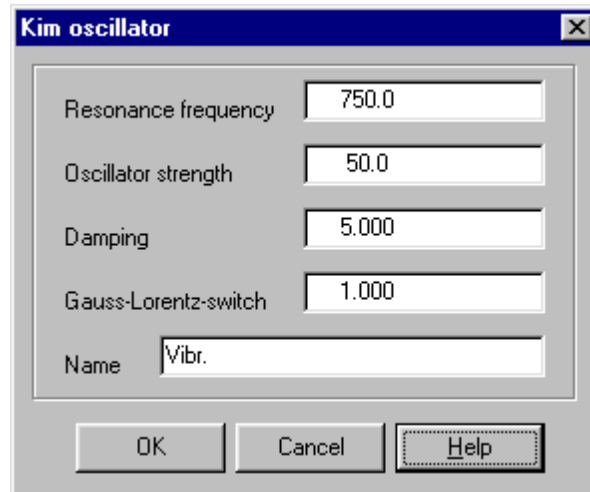 Kim oscillator
Resonance frequency 750.0
Oscillator strength 50.0
Damping 5.000
Gauss-Lorentz-switch 1.000
Name Vibr.
OK Cancel Help